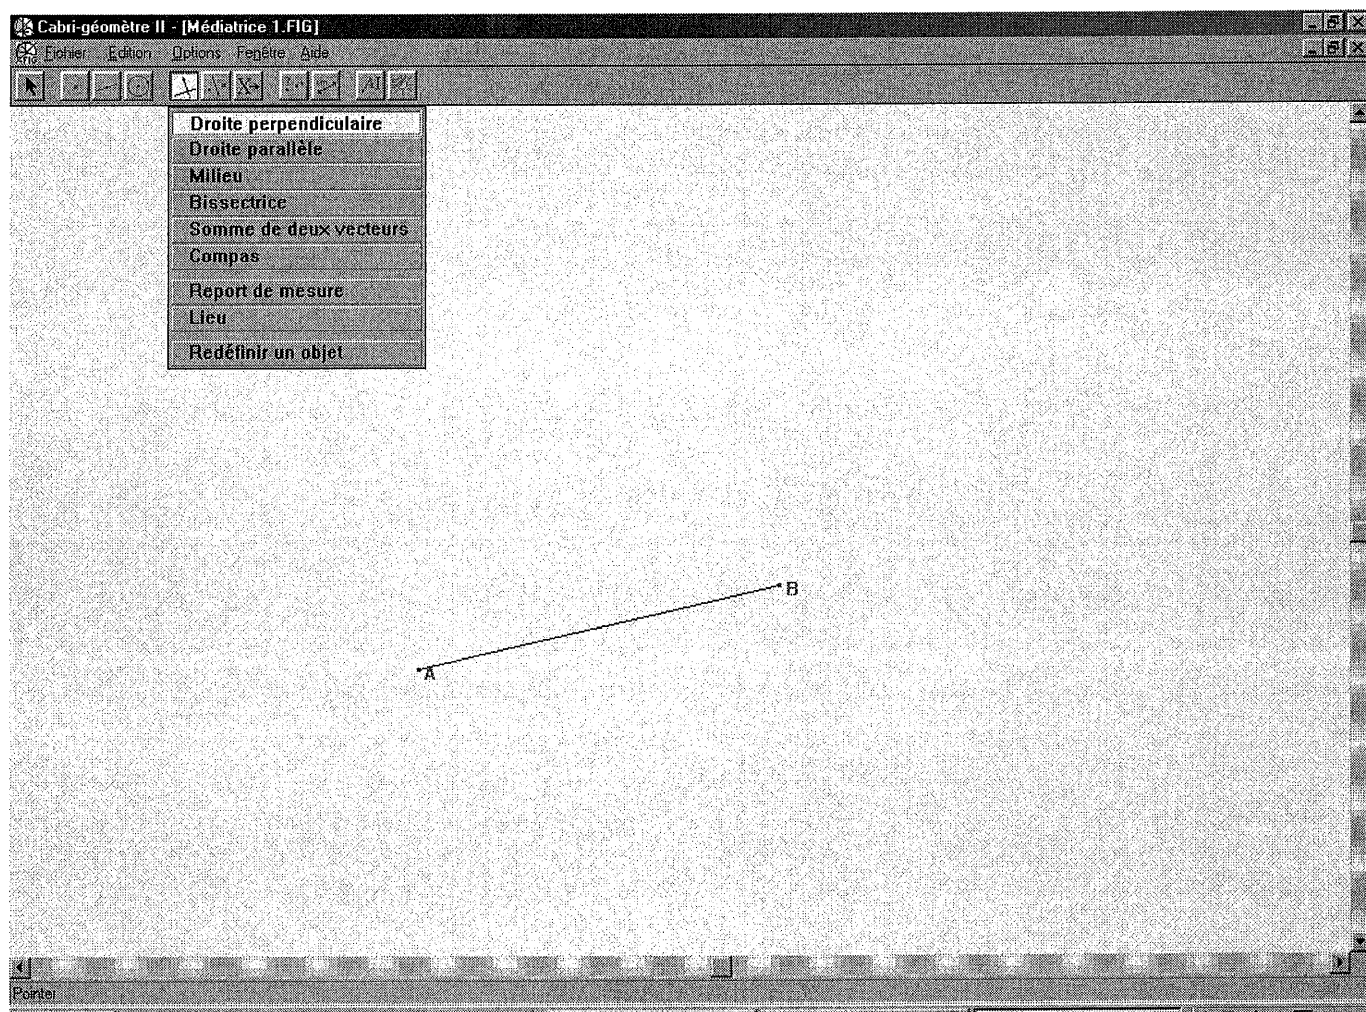 Cabri-géomètre II - [Médiatrice 1.FIG]
Fichier Edition Options Fenêtre Aide
Droite perpendiculaire
Droite parallèle
Milieu
Bissectrice
Somme de deux vecteurs
Compas
Report de mesure
Lieu
Redéfinir un objet
B
A
Pointer